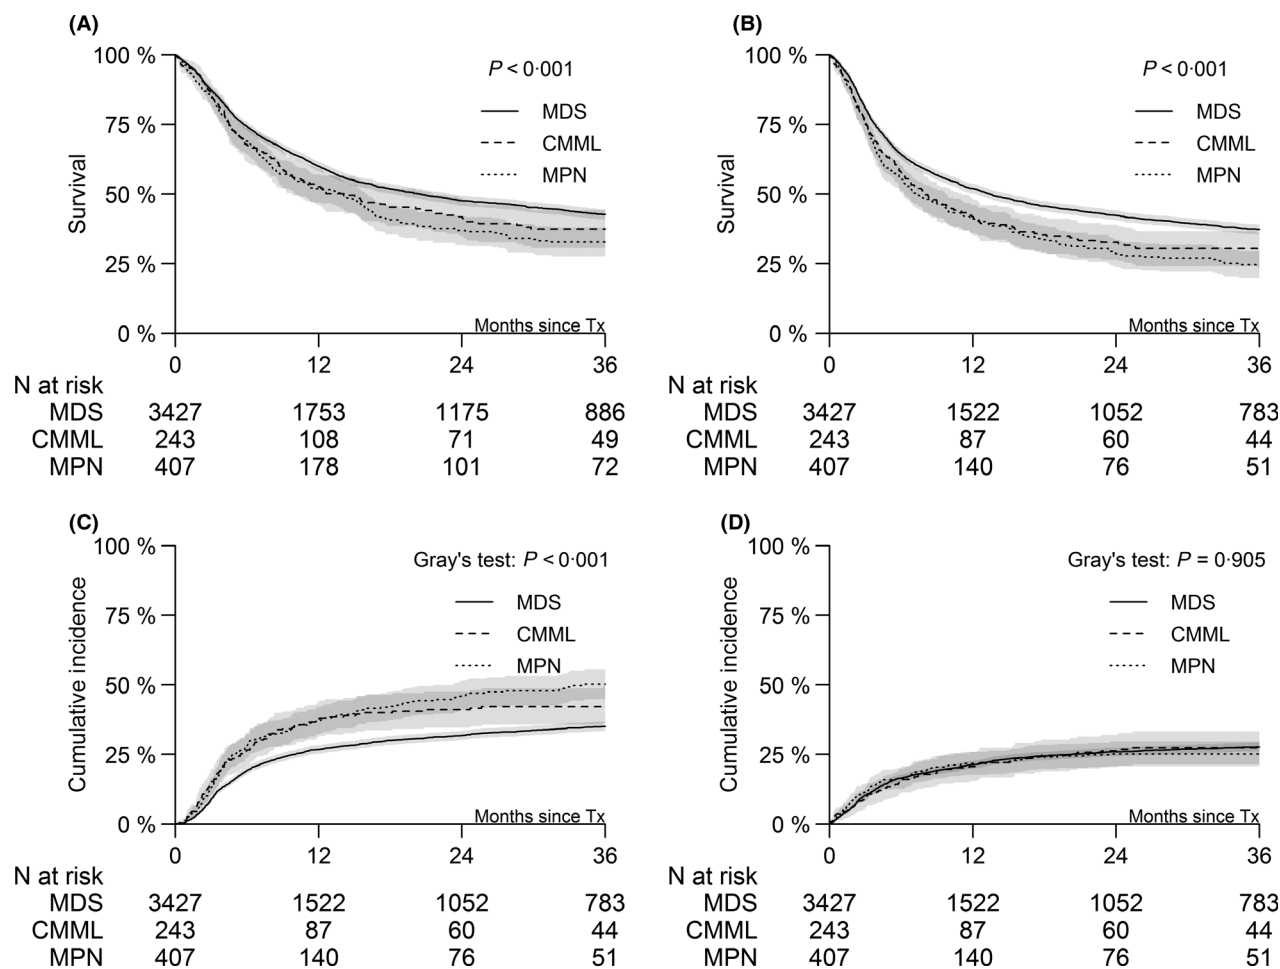 (A)
100 %
75 %
50 %
25 %
0 %
Survival
P < 0·001
MDS
CMML
MPN
Months since Tx
0 12 24 36
N at risk
MDS 3427 1753 1175 886
CMML 243 108 71 49
MPN 407 178 101 72
(B)
100 %
75 %
50 %
25 %
0 %
Survival
P < 0·001
MDS
CMML
MPN
Months since Tx
0 12 24 36
N at risk
MDS 3427 1522 1052 783
CMML 243 87 60 44
MPN 407 140 76 51
(C)
100 %
75 %
50 %
25 %
0 %
Cumulative incidence
Gray's test: P < 0·001
MDS
CMML
MPN
Months since Tx
0 12 24 36
N at risk
MDS 3427 1522 1052 783
CMML 243 87 60 44
MPN 407 140 76 51
(D)
100 %
75 %
50 %
25 %
0 %
Cumulative incidence
Gray's test: P = 0·905
MDS
CMML
MPN
Months since Tx
0 12 24 36
N at risk
MDS 3427 1522 1052 783
CMML 243 87 60 44
MPN 407 140 76 51